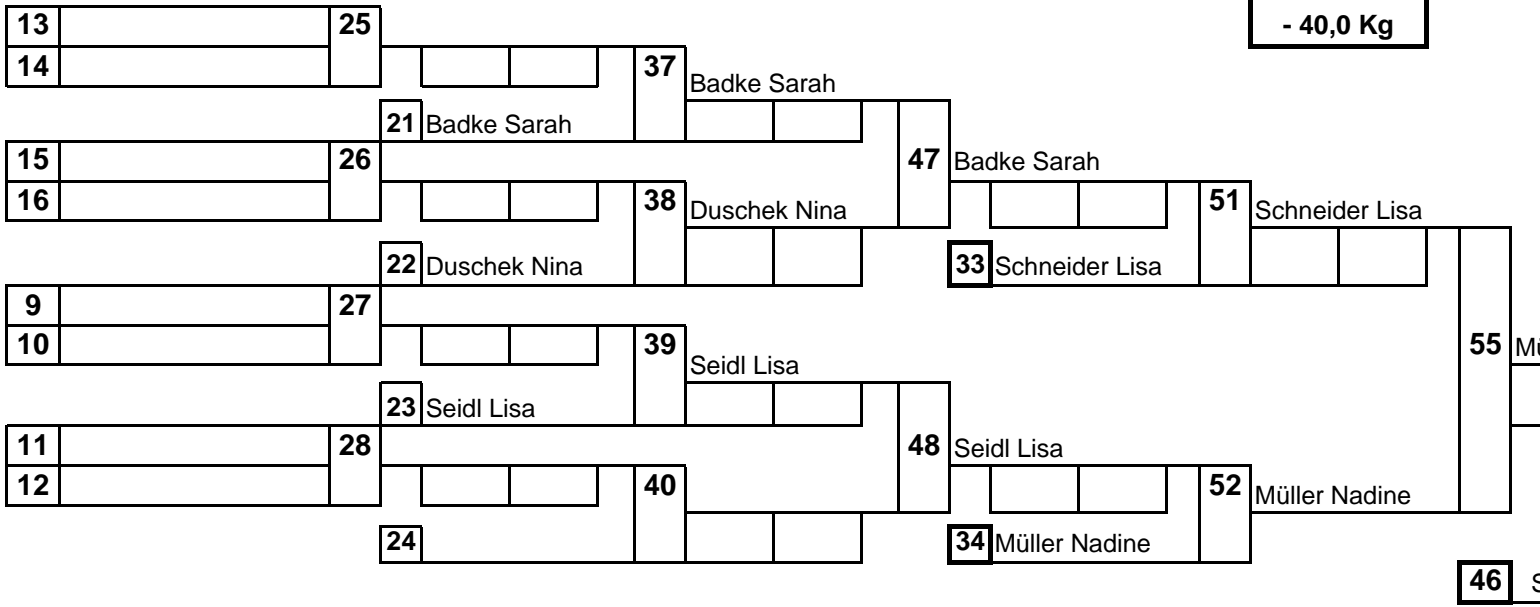 - 40,0 Kg
13 25
14 37
Badke Sarah
21 Badke Sarah
15 26 47 Badke Sarah
16 38 Duschek Nina 51 Schneider Lisa
22 Duschek Nina 33 Schneider Lisa
9 27
10 39 55
Seidl Lisa
23 Seidl Lisa
11 28 48 Seidl Lisa
12 40 52 Müller Nadine
24 34 Müller Nadine
46